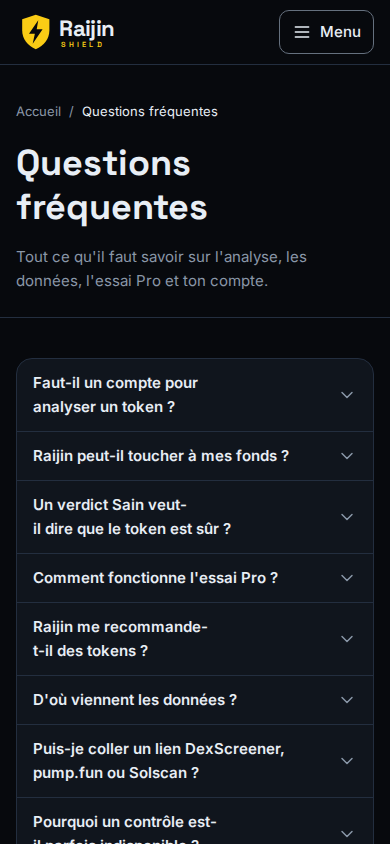 Raijin
SHIELD
Menu
Accueil / Questions fréquentes
Questions
fréquentes
Tout ce qu'il faut savoir sur l'analyse, les
données, l'essai Pro et ton compte.
Faut-il un compte pour
analyser un token ?
Raijin peut-il toucher à mes fonds ?
Un verdict Sain veut-
il dire que le token est sûr ?
Comment fonctionne l'essai Pro ?
Raijin me recommande-
t-il des tokens ?
D'où viennent les données ?
Puis-je coller un lien DexScreener,
pump.fun ou Solscan ?
Pourquoi un contrôle est-
il parfois indisponible ?